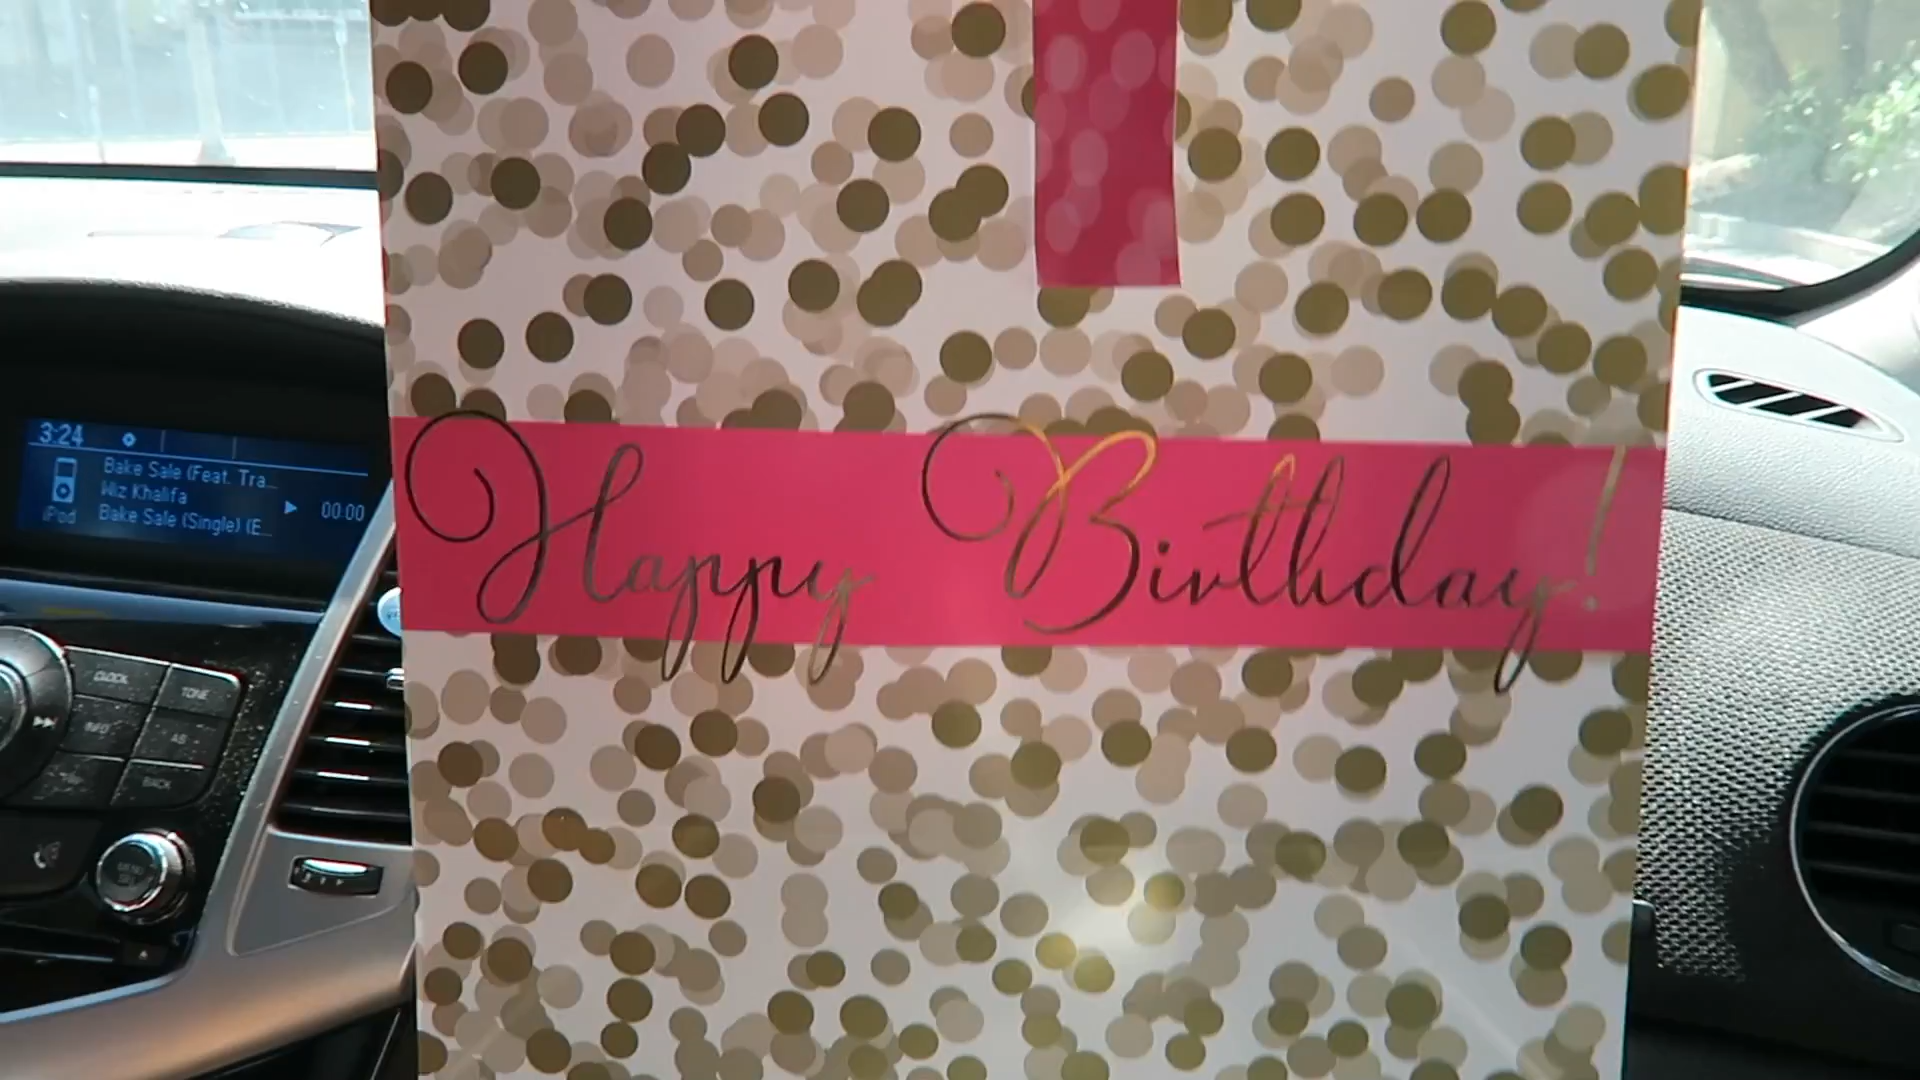 3:24
Bake Sale (Feat. Tra...
Wiz Khalifa
Bake Sale (Single) (E...
iPod
00:00
Happy Birthday!
CLOCK
TONE
INFO
AS
BACK
MENU